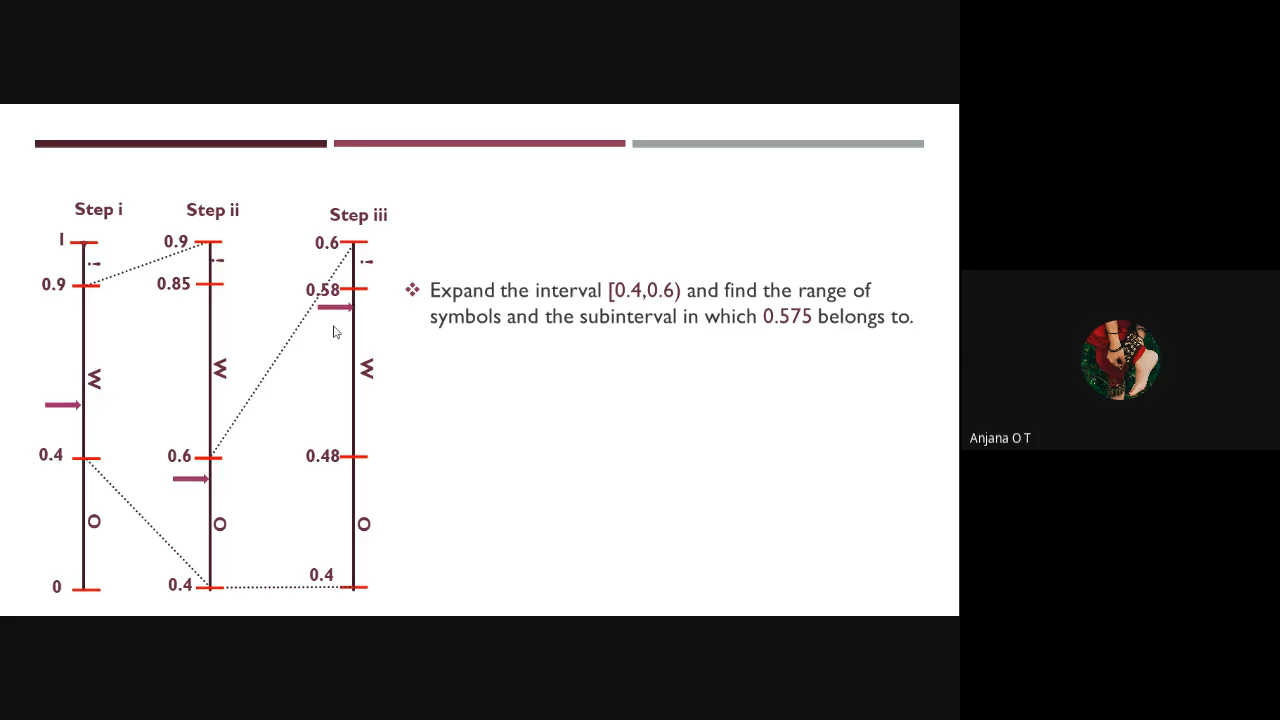 Step i
Step ii
Step iii
1
0.9
0.4
0
!
W
O
0.9
0.85
0.6
0.4
!
W
O
0.6
0.58
0.48
0.4
!
W
O
❖ Expand the interval [0.4,0.6) and find the range of
symbols and the subinterval in which 0.575 belongs to.
Anjana O T